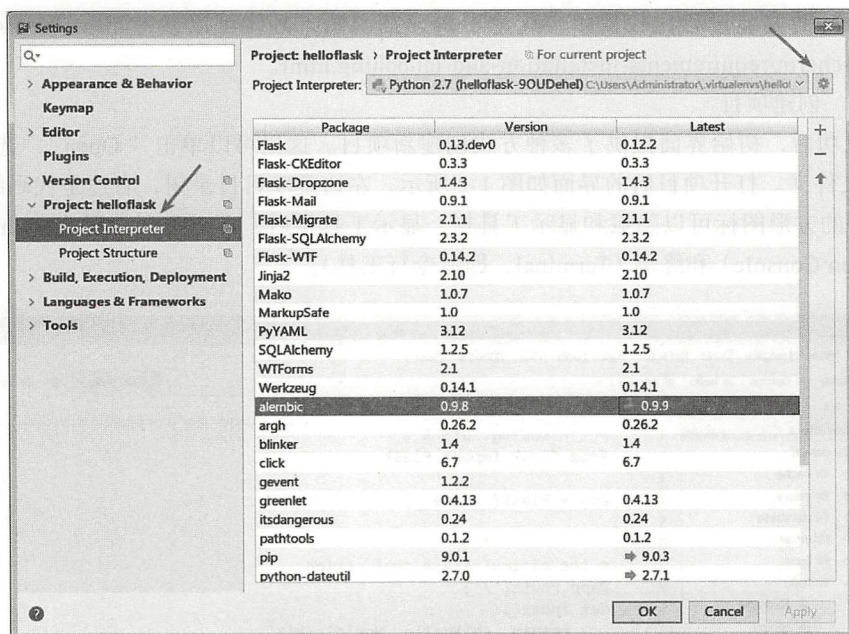 Settings
Appearance & Behavior
Keymap
Editor
Plugins
Version Control
Project: helloflask
Project Interpreter
Project Structure
Build, Execution, Deployment
Languages & Frameworks
Tools
Project: helloflask › Project Interpreter For current project
Project Interpreter: Python 2.7 (helloflask-9OUDeheI) C:\Users\Administrator\.virtualenvs\hellof
Package Version Latest
Flask 0.13.dev0 0.12.2
Flask-CKEditor 0.3.3 0.3.3
Flask-Dropzone 1.4.3 1.4.3
Flask-Mail 0.9.1 0.9.1
Flask-Migrate 2.1.1 2.1.1
Flask-SQLAlchemy 2.3.2 2.3.2
Flask-WTF 0.14.2 0.14.2
Jinja2 2.10 2.10
Mako 1.0.7 1.0.7
MarkupSafe 1.0 1.0
PyYAML 3.12 3.12
SQLAlchemy 1.2.5 1.2.5
WTForms 2.1 2.1
Werkzeug 0.14.1 0.14.1
alembic 0.9.8 0.9.9
argh 0.26.2 0.26.2
blinker 1.4 1.4
click 6.7 6.7
gevent 1.2.2
greenlet 0.4.13 0.4.13
itsdangerous 0.24 0.24
pathtools 0.1.2 0.1.2
pip 9.0.1 9.0.3
python-dateutil 2.7.0 2.7.1
OK Cancel Apply